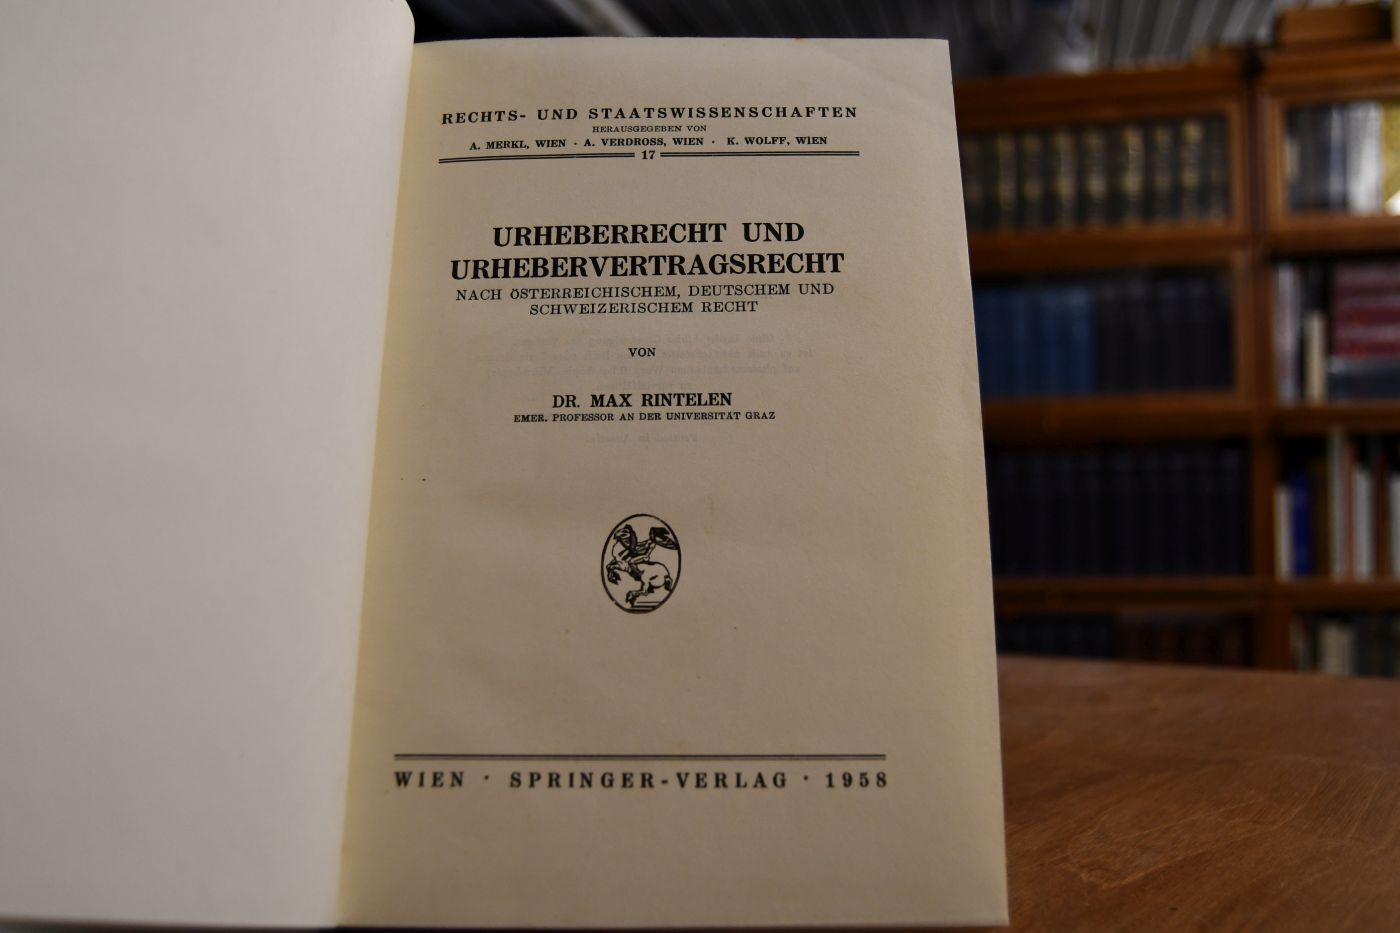 RECHTS- UND STAATSWISSENSCHAFTEN
HERAUSGEGEBEN VON
A. MERKL, WIEN · A. VERDROSS, WIEN · K. WOLFF, WIEN
17
URHEBERRECHT UND
URHEBERVERTRAGSRECHT
NACH ÖSTERREICHISCHEM, DEUTSCHEM UND
SCHWEIZERISCHEM RECHT
VON
DR. MAX RINTELEN
EMER. PROFESSOR AN DER UNIVERSITÄT GRAZ
WIEN · SPRINGER-VERLAG · 1958